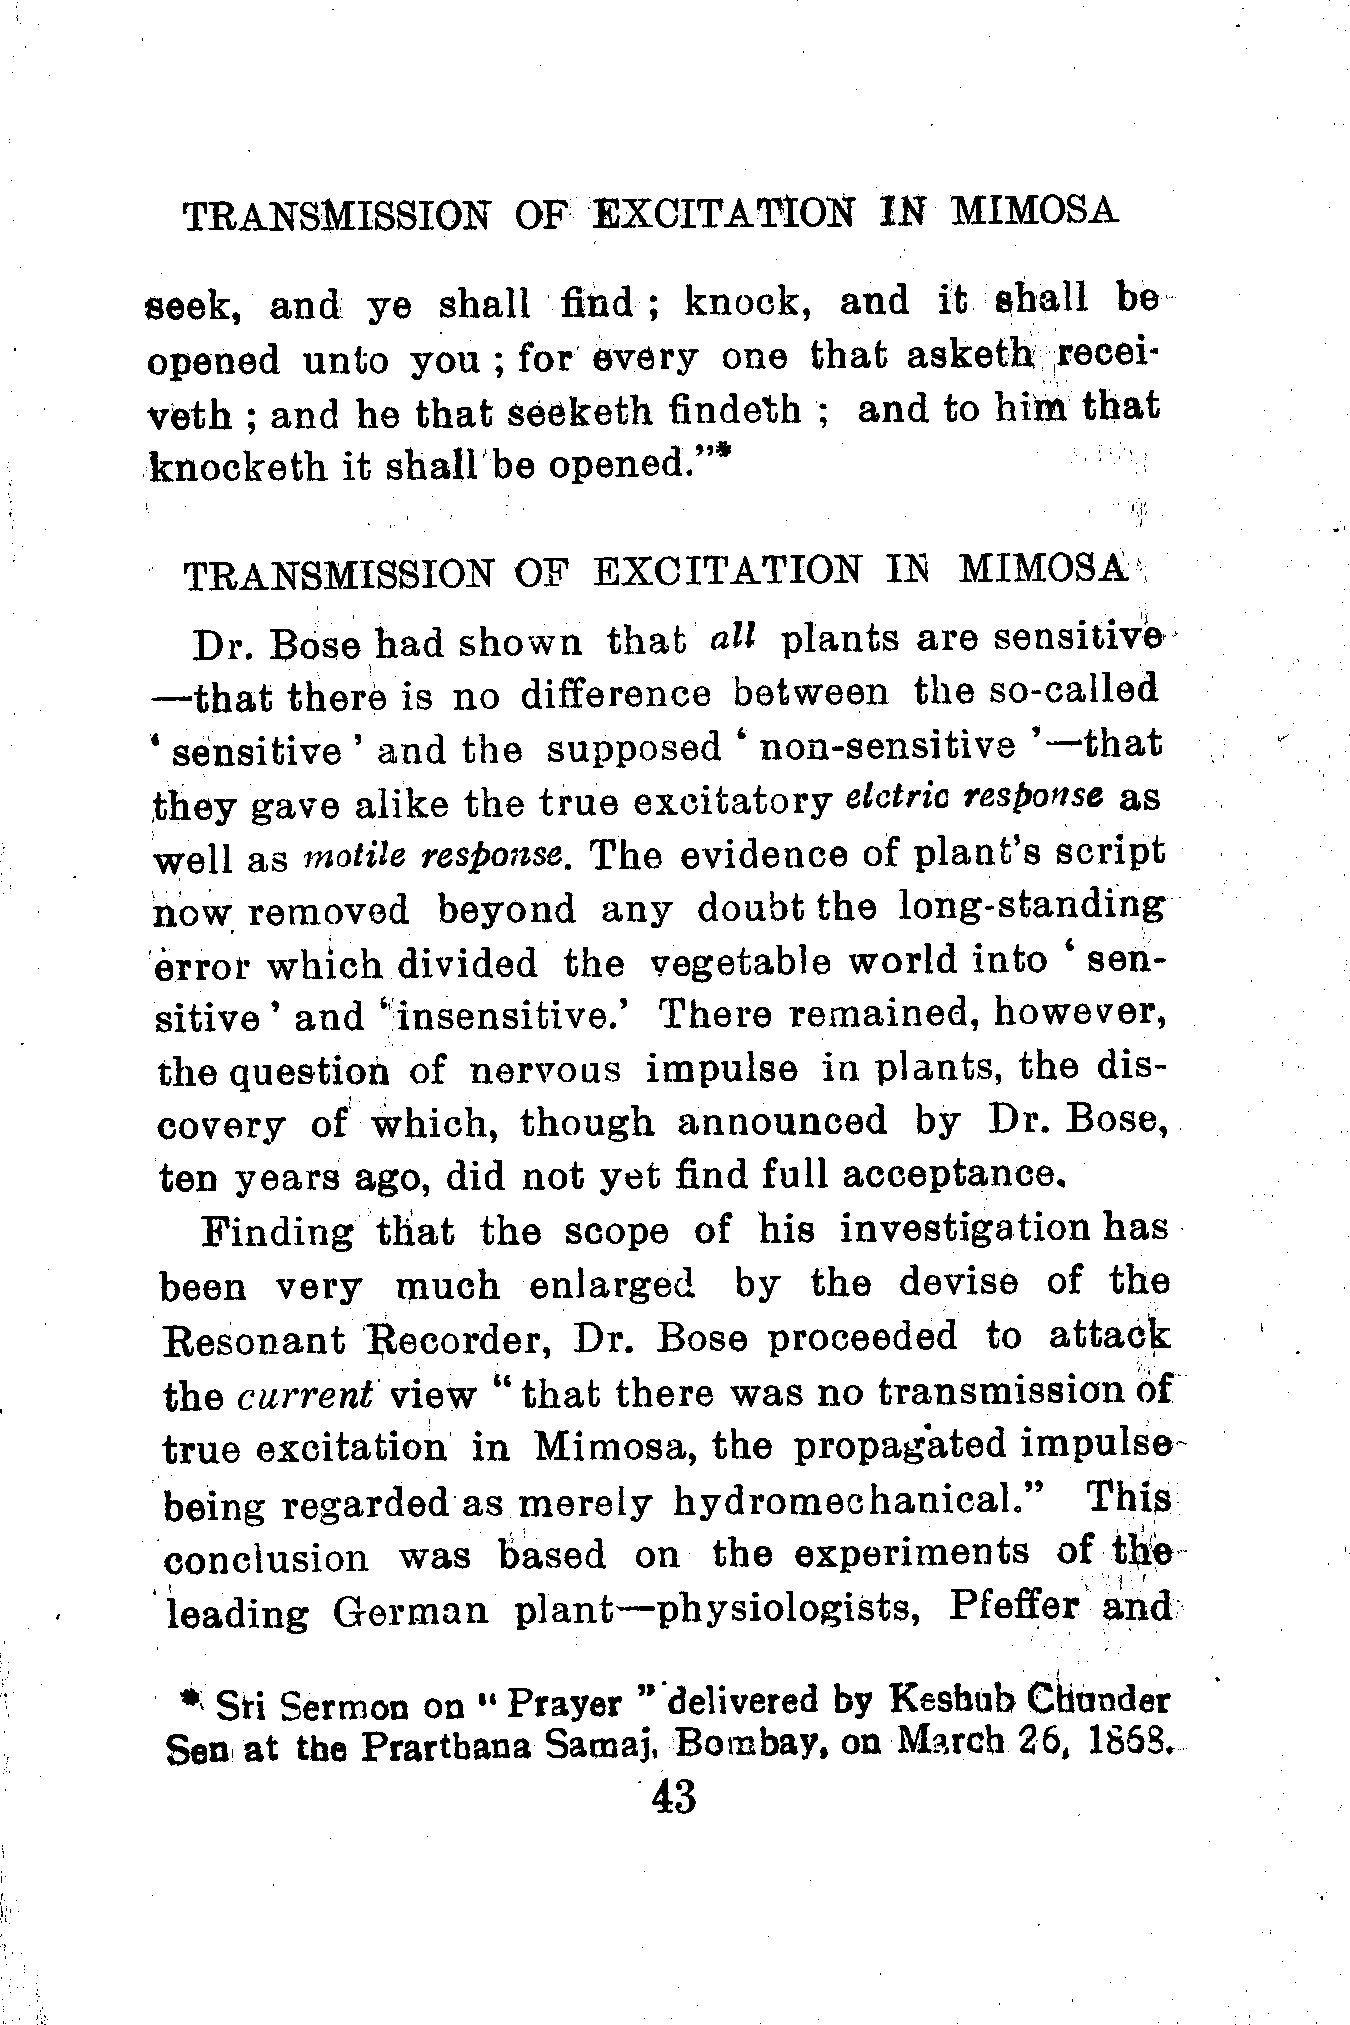 TRANSMISSION OF EXCITATION IN MIMOSA
seek, and ye shall find ; knock, and it shall be
opened unto you ; for every one that asketh recei-
veth ; and he that seeketh findeth ; and to him that
knocketh it shall be opened."*
TRANSMISSION OF EXCITATION IN MIMOSA
Dr. Bose had shown that all plants are sensitive
—that there is no difference between the so-called
‘ sensitive ’ and the supposed ‘ non-sensitive ’—that
they gave alike the true excitatory elctric response as
well as motile response. The evidence of plant's script
now removed beyond any doubt the long-standing
error which divided the vegetable world into ‘ sen-
sitive ’ and ‘ insensitive.’ There remained, however,
the question of nervous impulse in plants, the dis-
covery of which, though announced by Dr. Bose,
ten years ago, did not yet find full acceptance.
Finding that the scope of his investigation has
been very much enlarged by the devise of the
Resonant Recorder, Dr. Bose proceeded to attack
the current view “ that there was no transmission of
true excitation in Mimosa, the propagated impulse
being regarded as merely hydromechanical.” This
conclusion was based on the experiments of the
leading German plant—physiologists, Pfeffer and
* Sri Sermon on “ Prayer ” delivered by Keshub Chunder
Sen at the Prarthana Samaj, Bombay, on March 26, 1868.
43